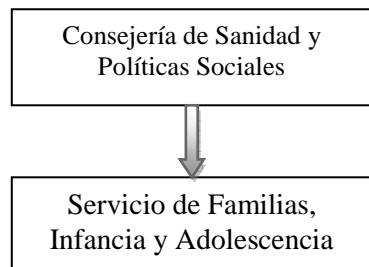 Consejería de Sanidad y
Políticas Sociales
Servicio de Familias,
Infancia y Adolescencia